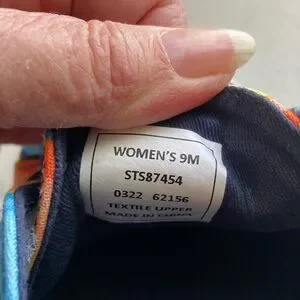 WOMEN'S 9M
STS87454
0322 62156
TEXTILE UPPER
MADE IN CHINA